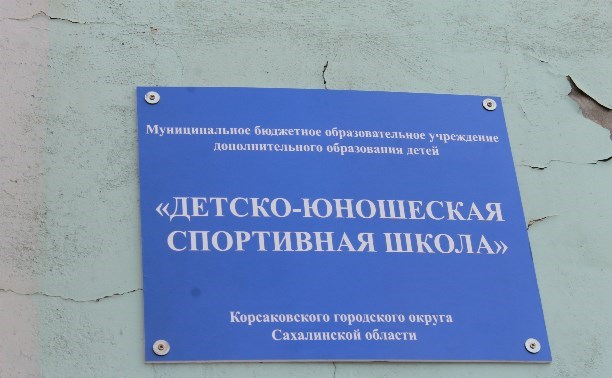 Муниципальное бюджетное образовательное учреждение
дополнительного образования детей
«ДЕТСКО-ЮНОШЕСКАЯ
СПОРТИВНАЯ ШКОЛА»
Корсаковского городского округа
Сахалинской области